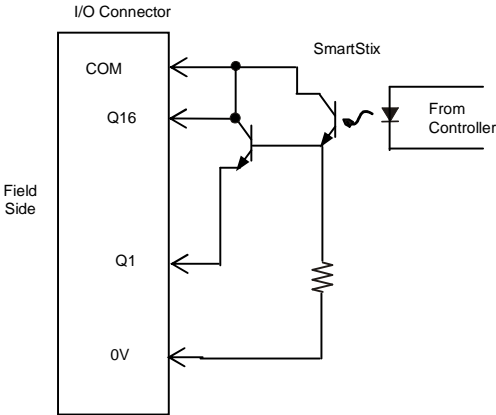 I/O Connector
SmartStix
COM
Q16
From
Controller
Field
Side
Q1
0V